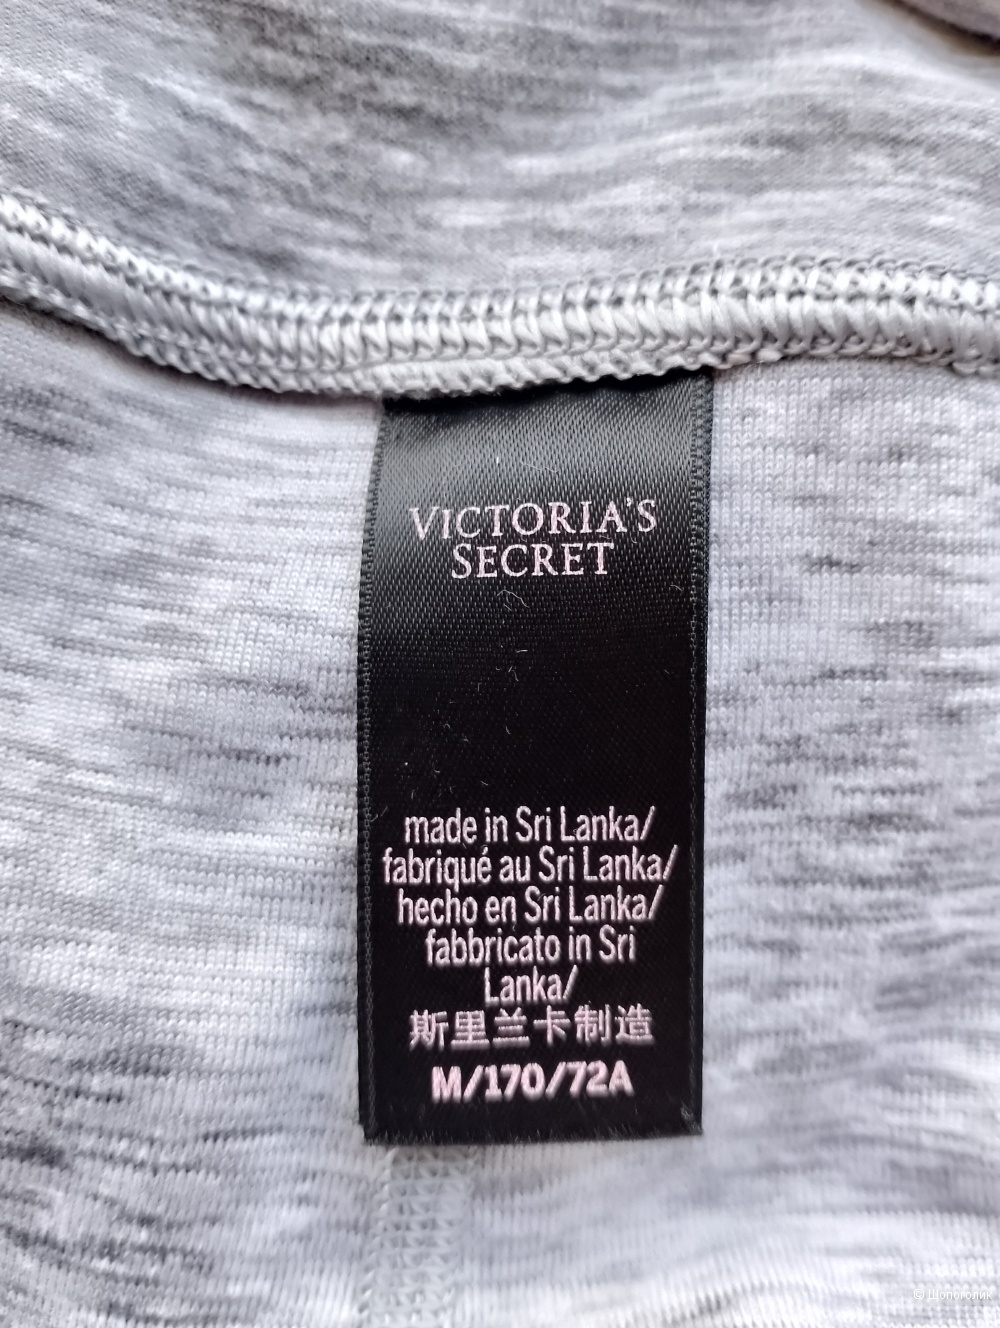 VICTORIA'S
SECRET
made in Sri Lanka/
fabriqué au Sri Lanka/
hecho en Sri Lanka/
fabbricato in Sri
Lanka/
斯里兰卡制造
M/170/72A
© Шопоголик